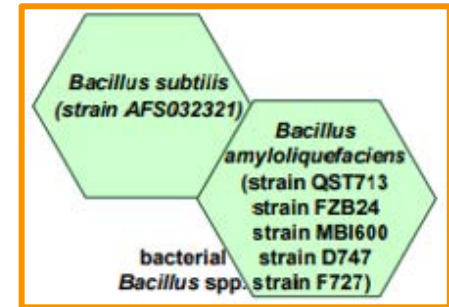 Bacillus subtilis
(strain AFS032321)
Bacillus
amyloliquefaciens
(strain QST713
strain FZB24
strain MBI600
strain D747
strain F727)
bacterial
Bacillus spp.